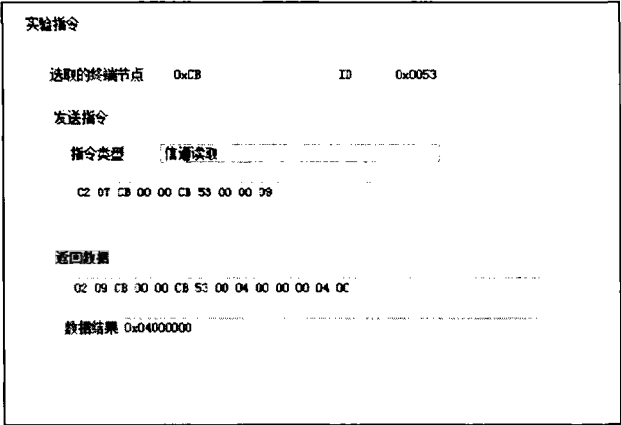 实验指令
选取的终端节点 0xCB ID 0x0053
发送指令
指令类型 信道读取
C2 07 CB 00 00 CB 53 00 00 09
返回数据
02 09 CB 00 00 CB 53 00 04 00 00 00 04 0C
数据结果 0x04000000